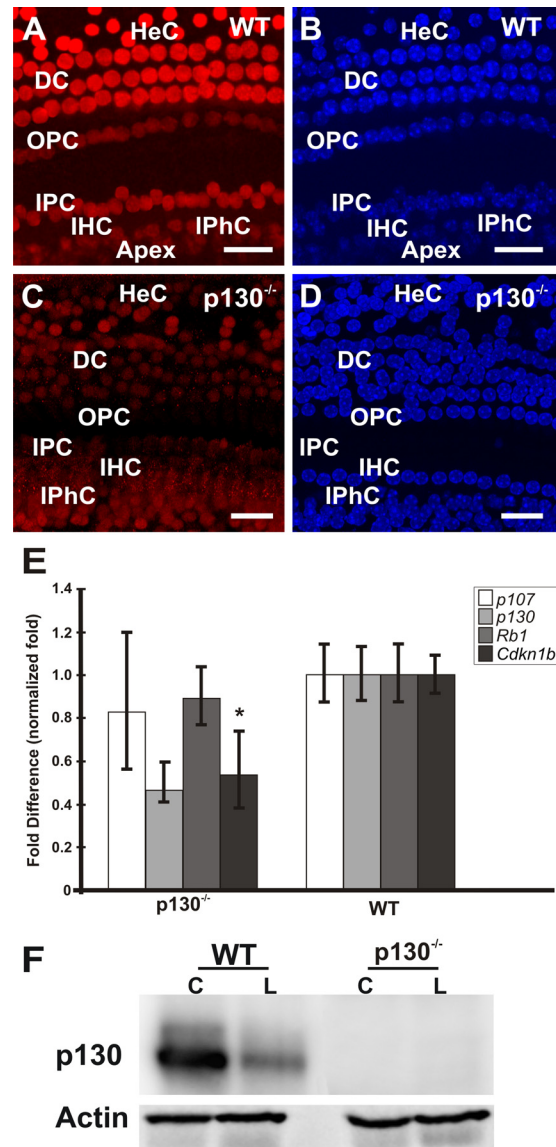 A WT
HeC
DC
OPC
IPC
IHC
IPhC
Apex
B WT
HeC
DC
OPC
IPC
IHC
IPhC
Apex
C p130-/-
HeC
DC
OPC
IPC
IHC
IPhC
D p130-/-
HeC
DC
OPC
IPC
IHC
IPhC
E
Fold Difference (normalized fold)
1.4
1.2
1.0
0.8
0.6
0.4
0.2
0
*
p107
p130
Rb1
Cdkn1b
p130-/- WT
F
WT p130-/-
C L C L
p130
Actin